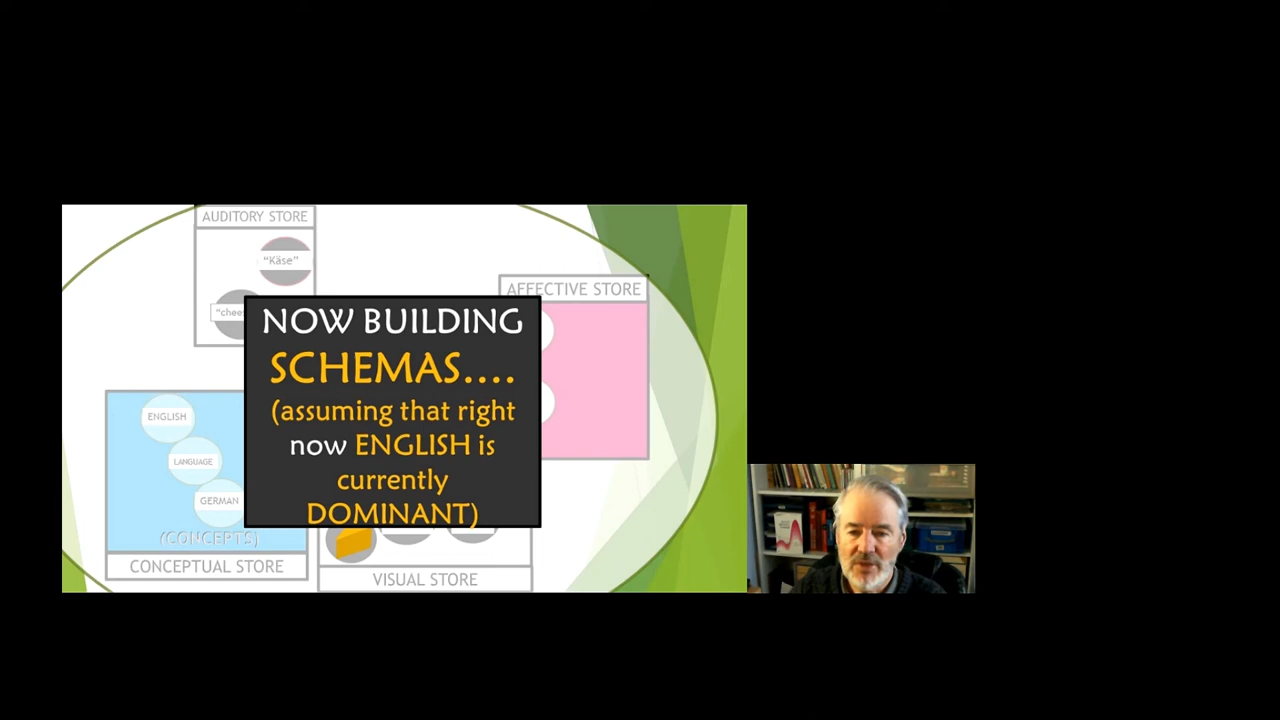 AUDITORY STORE
"Käse"
AFFECTIVE STORE
NOW BUILDING
SCHEMAS....
(assuming that right
now ENGLISH is
currently
DOMINANT)
ENGLISH
LANGUAGE
GERMAN
(CONCEPTS)
CONCEPTUAL STORE
VISUAL STORE